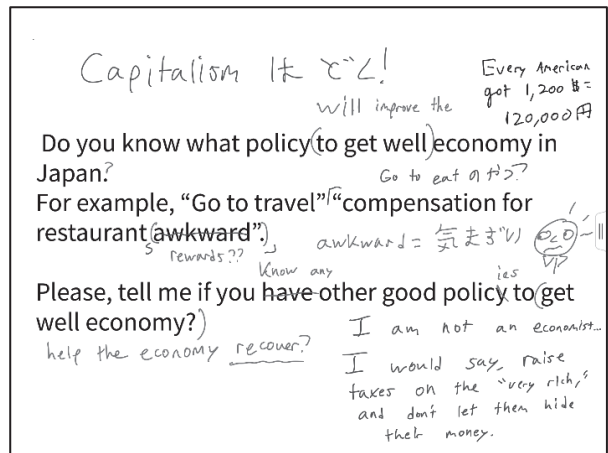 Capitalism は どく!
Every American
got 1,200 $=
120,000円
will improve the
Do you know what policy (to get well) economy in
Japan?
Go to eat のがつ??
For example, “Go to travel” “compensation for
restaurant (awkward”.)
s
rewards??
awkward = 気まずい
Know any
ies
Please, tell me if you have other good policy to (get
well economy?)
help the economy recover?
I am not an economist...
I would say, raise
taxes on the "very rich,"
and don't let them hide
their money.